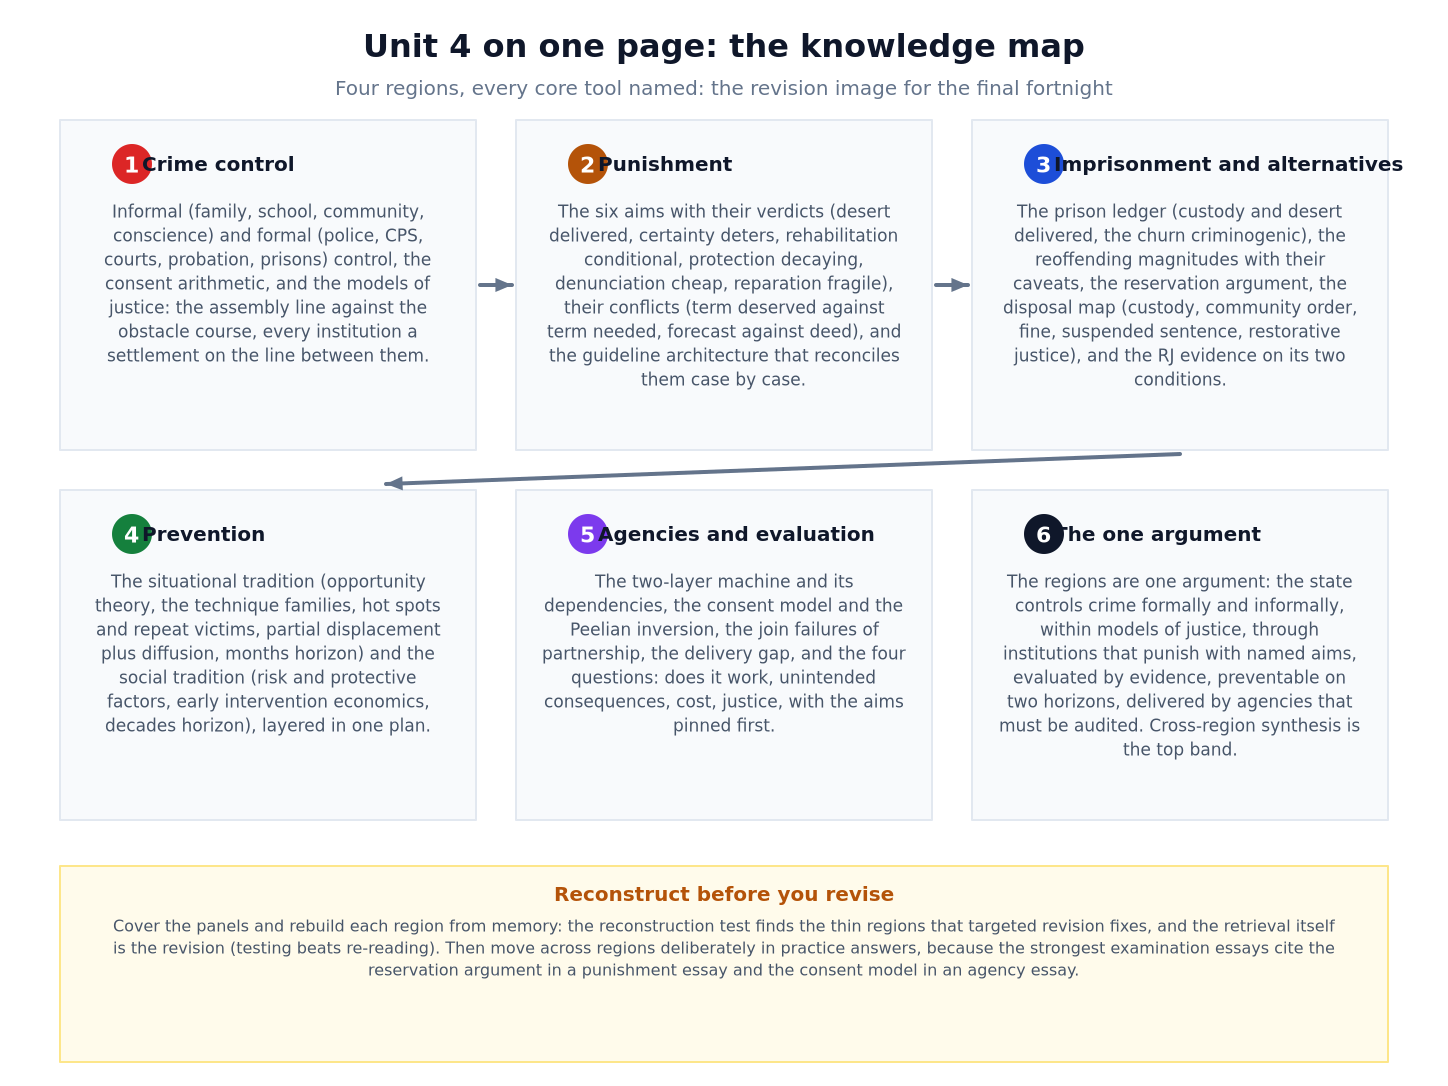 Unit 4 on one page: the knowledge map
Four regions, every core tool named: the revision image for the final fortnight
1 Crime control
Informal (family, school, community,
conscience) and formal (police, CPS,
courts, probation, prisons) control, the
consent arithmetic, and the models of
justice: the assembly line against the
obstacle course, every institution a
settlement on the line between them.
2 Punishment
The six aims with their verdicts (desert
delivered, certainty deters, rehabilitation
conditional, protection decaying,
denunciation cheap, reparation fragile),
their conflicts (term deserved against
term needed, forecast against deed), and
the guideline architecture that reconciles
them case by case.
3 Imprisonment and alternatives
The prison ledger (custody and desert
delivered, the churn criminogenic), the
reoffending magnitudes with their
caveats, the reservation argument, the
disposal map (custody, community order,
fine, suspended sentence, restorative
justice), and the RJ evidence on its two
conditions.
4 Prevention
The situational tradition (opportunity
theory, the technique families, hot spots
and repeat victims, partial displacement
plus diffusion, months horizon) and the
social tradition (risk and protective
factors, early intervention economics,
decades horizon), layered in one plan.
5 Agencies and evaluation
The two-layer machine and its
dependencies, the consent model and the
Peelian inversion, the join failures of
partnership, the delivery gap, and the four
questions: does it work, unintended
consequences, cost, justice, with the aims
pinned first.
6 The one argument
The regions are one argument: the state
controls crime formally and informally,
within models of justice, through
institutions that punish with named aims,
evaluated by evidence, preventable on
two horizons, delivered by agencies that
must be audited. Cross-region synthesis is
the top band.
Reconstruct before you revise
Cover the panels and rebuild each region from memory: the reconstruction test finds the thin regions that targeted revision fixes, and the retrieval itself
is the revision (testing beats re-reading). Then move across regions deliberately in practice answers, because the strongest examination essays cite the
reservation argument in a punishment essay and the consent model in an agency essay.